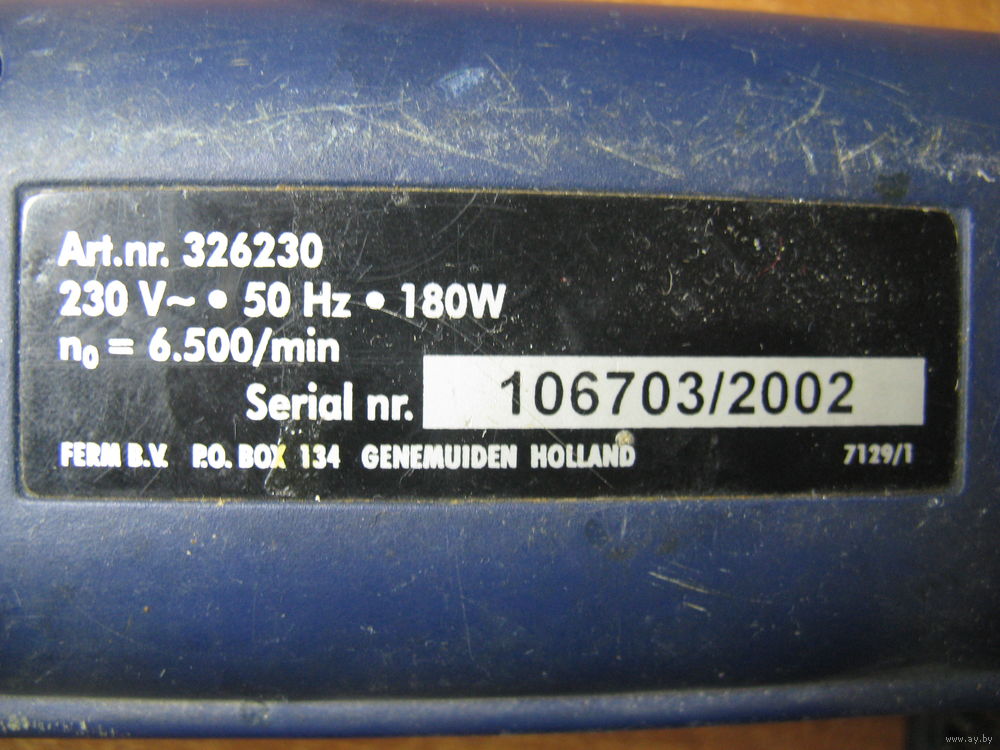 Art.nr. 326230
230 V~ • 50 Hz • 180W
n₀ = 6.500/min
Serial nr. 106703/2002
FERM B.V. P.O. BOX 134 GENEMUIDEN HOLLAND 7129/1
www.ay.by